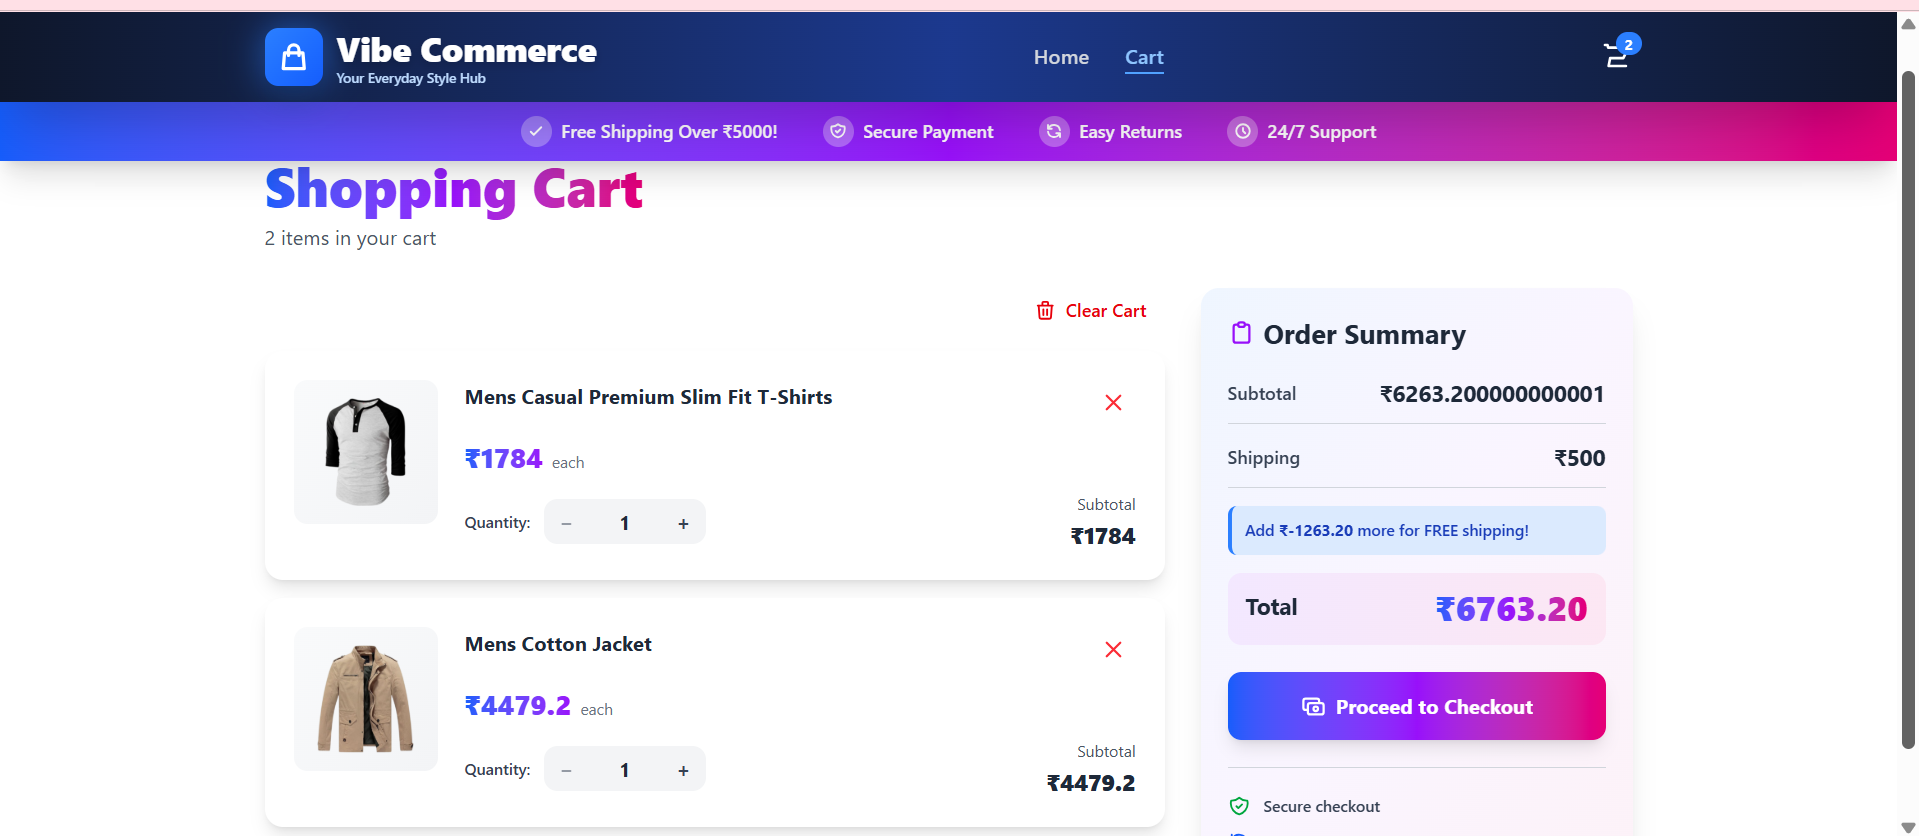 Vibe Commerce
Your Everyday Style Hub
Home
Cart
2
Free Shipping Over ₹5000!
Secure Payment
Easy Returns
24/7 Support
Shopping Cart
2 items in your cart
Clear Cart
Mens Casual Premium Slim Fit T-Shirts
₹1784 each
Quantity: − 1 +
Subtotal
₹1784
Mens Cotton Jacket
₹4479.2 each
Quantity: − 1 +
Subtotal
₹4479.2
Order Summary
Subtotal ₹6263.200000000001
Shipping ₹500
Add ₹-1263.20 more for FREE shipping!
Total ₹6763.20
Proceed to Checkout
Secure checkout